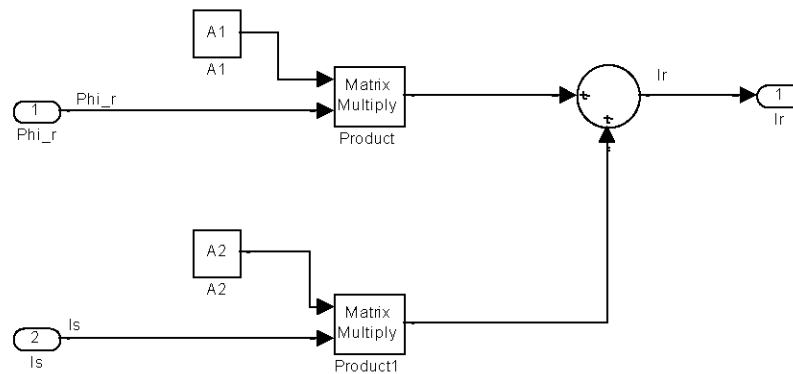 A1
A1
Phi_r
1
Phi_r
Matrix
Multiply
Product
Ir
1
Ir
+
+
A2
A2
Is
2
Is
Matrix
Multiply
Product1